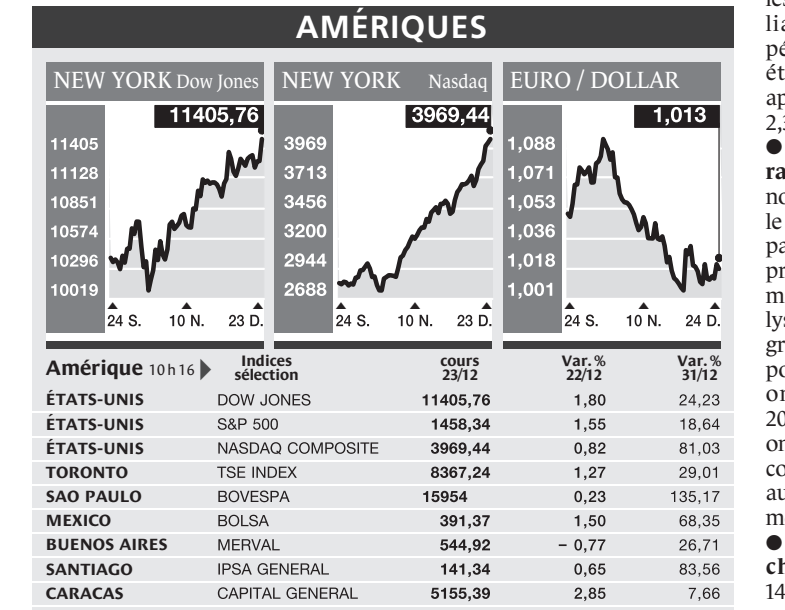 AMÉRIQUES
NEW YORK Dow Jones
11405,76
11405
11128
10851
10574
10296
10019
24 S. 10 N. 23 D.
NEW YORK Nasdaq
3969,44
3969
3713
3456
3200
2944
2688
24 S. 10 N. 23 D.
EURO / DOLLAR
1,013
1,088
1,071
1,053
1,036
1,018
1,001
24 S. 10 N. 24 D.
Amérique 10h16 Indices sélection cours 23/12 Var. % 22/12 Var. % 31/12
ÉTATS-UNIS DOW JONES 11405,76 1,80 24,23
ÉTATS-UNIS S&P 500 1458,34 1,55 18,64
ÉTATS-UNIS NASDAQ COMPOSITE 3969,44 0,82 81,03
TORONTO TSE INDEX 8367,24 1,27 29,01
SAO PAULO BOVESPA 15954 0,23 135,17
MEXICO BOLSA 391,37 1,50 68,35
BUENOS AIRES MERVAL 544,92 – 0,77 26,71
SANTIAGO IPSA GENERAL 141,34 0,65 83,56
CARACAS CAPITAL GENERAL 5155,39 2,85 7,66